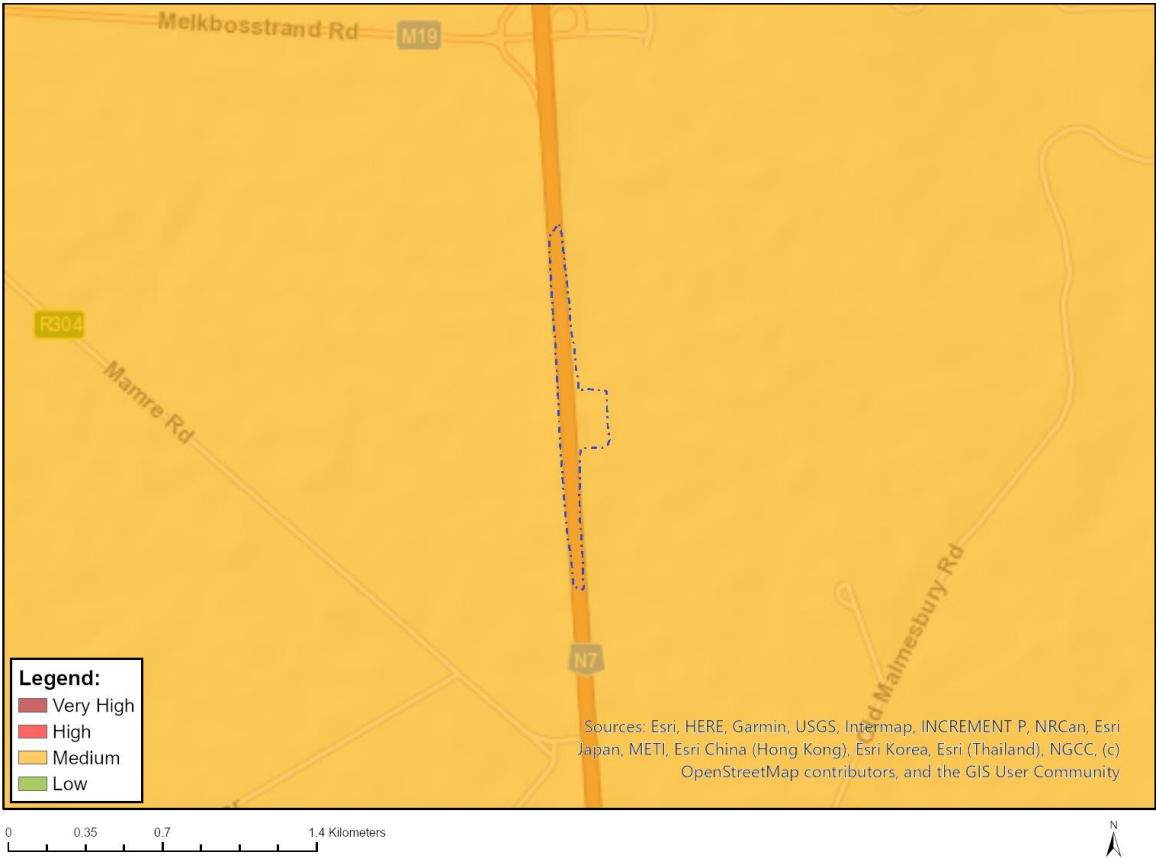 Melkbosstrand Rd
M19
R304
Mamre Rd
N7
Old Malmesbury Rd
Legend:
Very High
High
Medium
Low
Sources: Esri, HERE, Garmin, USGS, Intermap, INCREMENT P, NRCan, Esri
Japan, METI, Esri China (Hong Kong), Esri Korea, Esri (Thailand), NGCC, (c)
OpenStreetMap contributors, and the GIS User Community
0 0.35 0.7 1.4 Kilometers
N